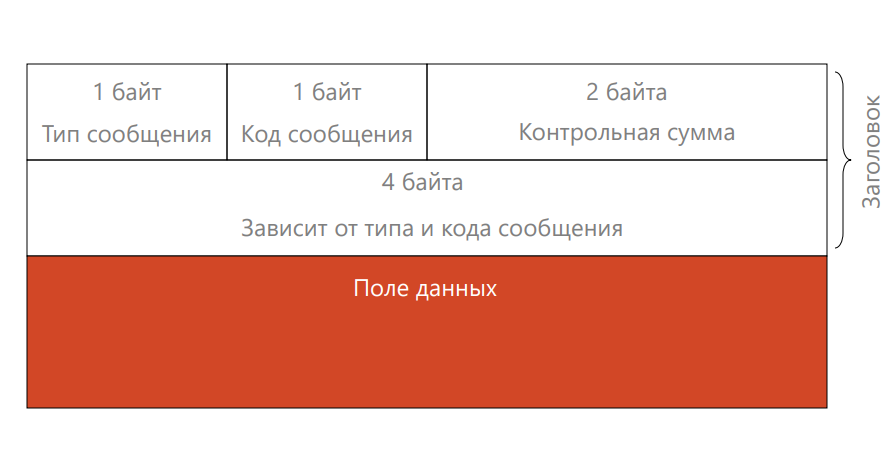 1 байт
Тип сообщения
1 байт
Код сообщения
2 байта
Контрольная сумма
4 байта
Зависит от типа и кода сообщения
Заголовок
Поле данных